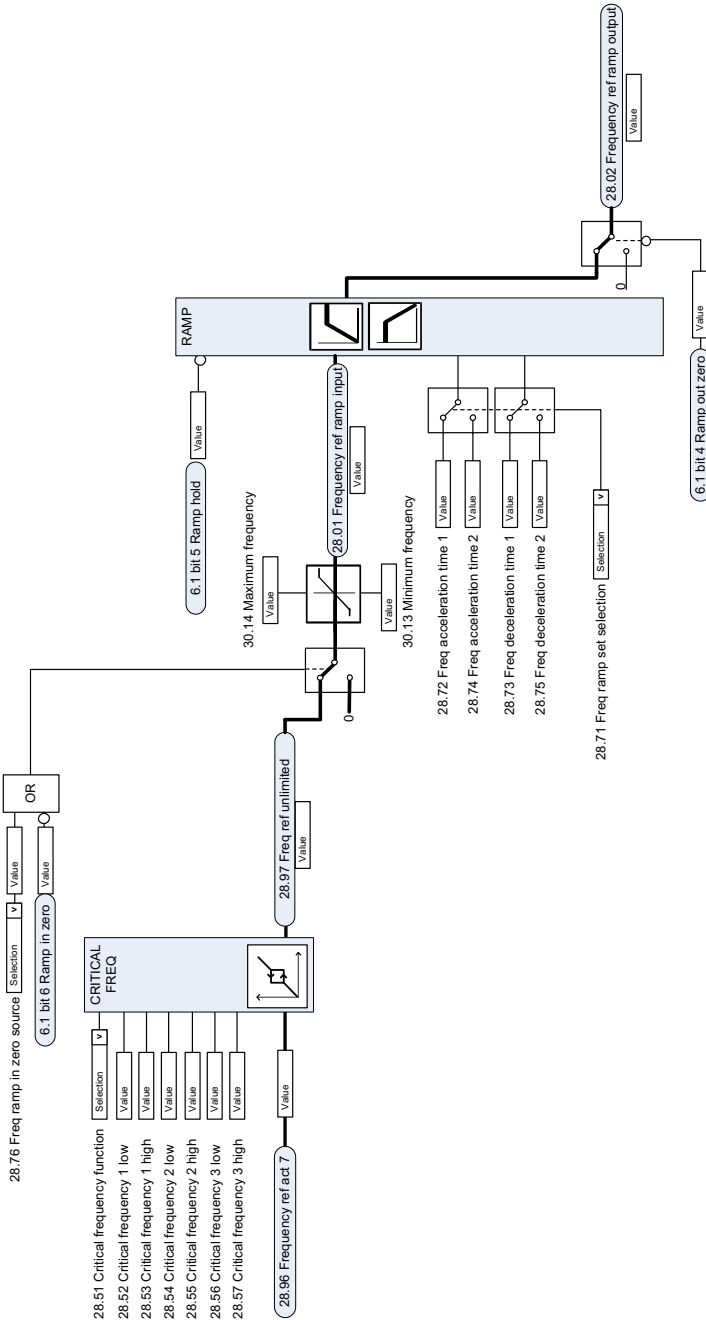 28.76 Freq ramp in zero source
Selection
v
Value
6.1 bit 6 Ramp in zero
Value
OR
28.51 Critical frequency function
Selection
v
28.52 Critical frequency 1 low
Value
28.53 Critical frequency 1 high
Value
28.54 Critical frequency 2 low
Value
28.55 Critical frequency 2 high
Value
28.56 Critical frequency 3 low
Value
28.57 Critical frequency 3 high
Value
28.96 Frequency ref act 7
Value
CRITICAL
FREQ
28.97 Freq ref unlimited
Value
0
30.14 Maximum frequency
Value
30.13 Minimum frequency
Value
28.01 Frequency ref ramp input
Value
6.1 bit 5 Ramp hold
Value
RAMP
28.72 Freq acceleration time 1
Value
28.74 Freq acceleration time 2
Value
28.73 Freq deceleration time 1
Value
28.75 Freq deceleration time 2
Value
28.71 Freq ramp set selection
Selection
v
0
6.1 bit 4 Ramp out zero
Value
28.02 Frequency ref ramp output
Value